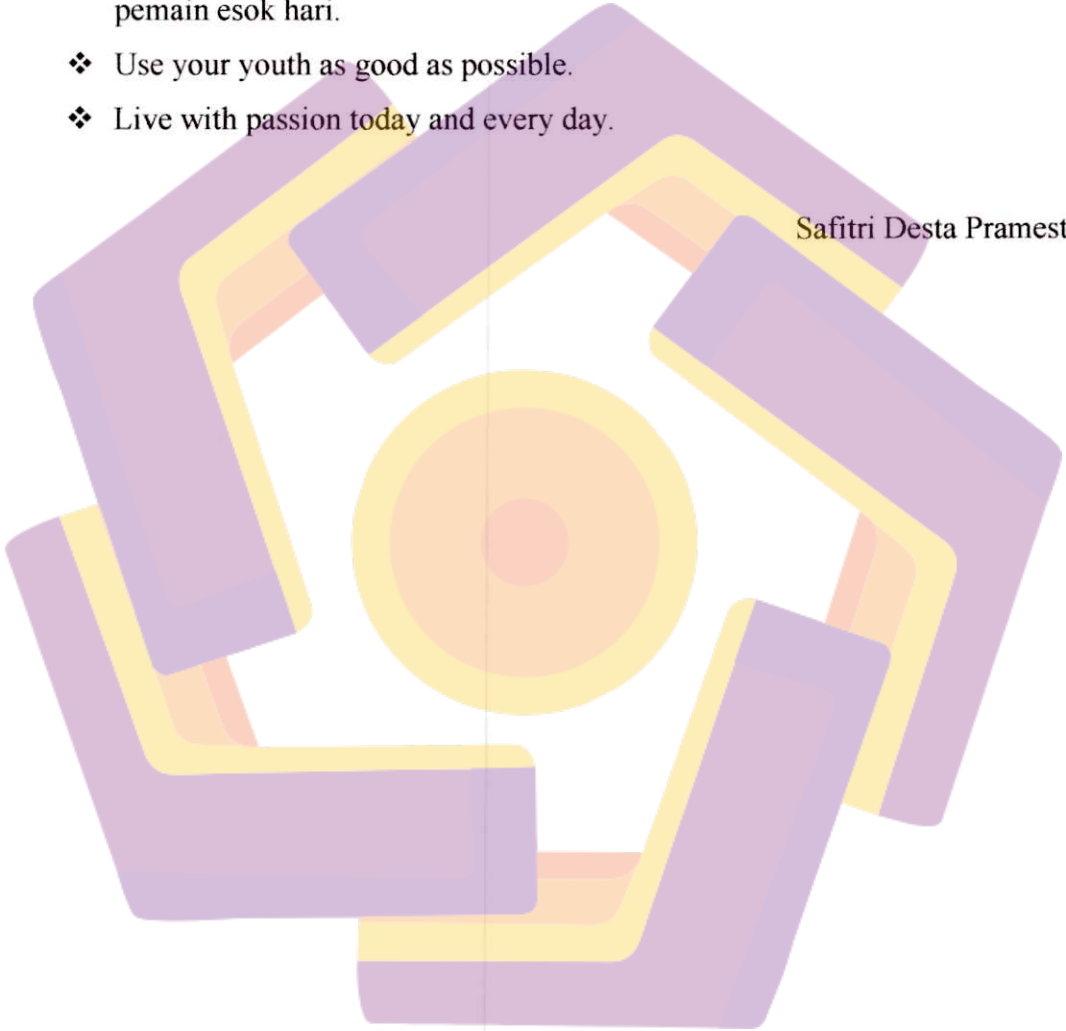 pemain esok hari.
❖ Use your youth as good as possible.
❖ Live with passion today and every day.
Safitri Desta Pramest